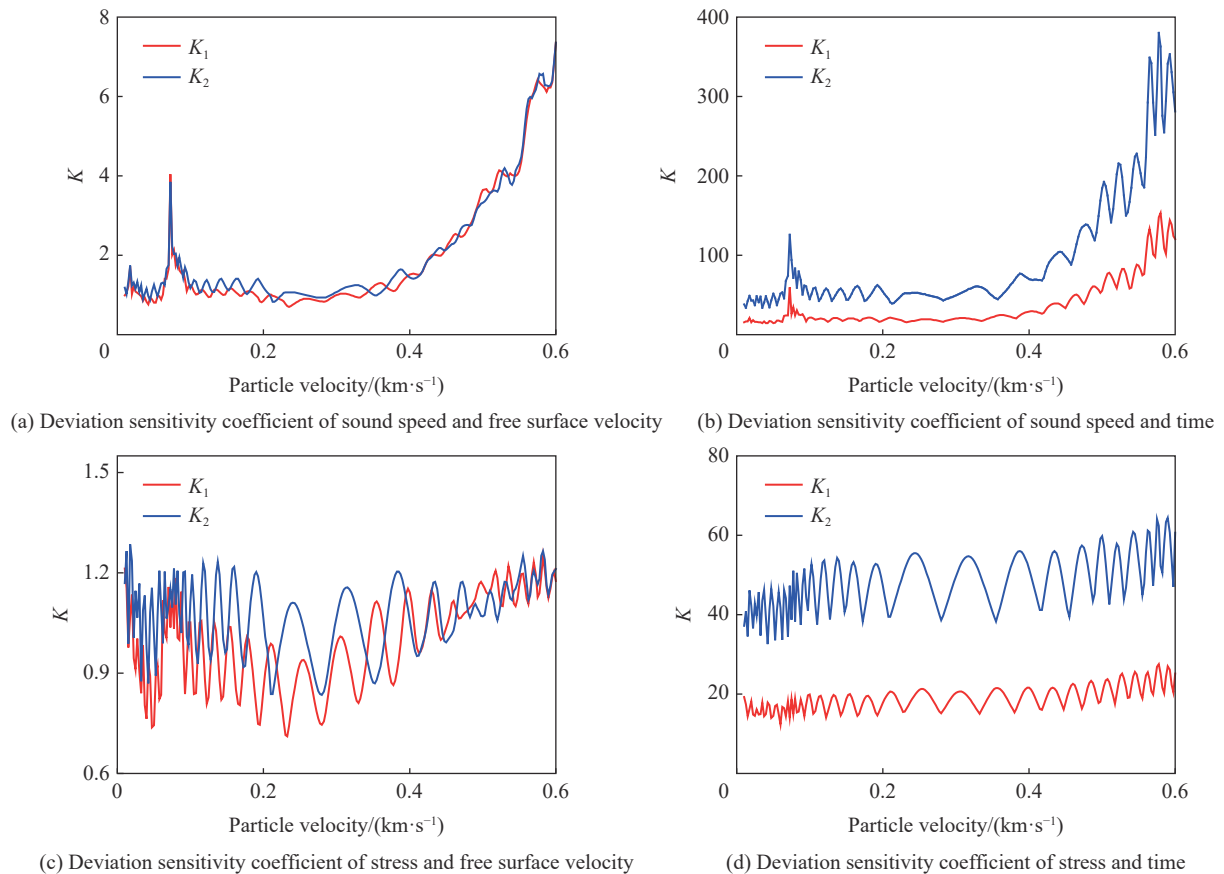 8
6
4
2
K
K₁
K₂
0
0.2
0.4
0.6
Particle velocity/(km·s⁻¹)
(a) Deviation sensitivity coefficient of sound speed and free surface velocity
400
300
200
100
K
K₁
K₂
0
0.2
0.4
0.6
Particle velocity/(km·s⁻¹)
(b) Deviation sensitivity coefficient of sound speed and time
1.5
1.2
0.9
0.6
K
K₁
K₂
0
0.2
0.4
0.6
Particle velocity/(km·s⁻¹)
(c) Deviation sensitivity coefficient of stress and free surface velocity
80
60
40
20
K
K₁
K₂
0
0.2
0.4
0.6
Particle velocity/(km·s⁻¹)
(d) Deviation sensitivity coefficient of stress and time